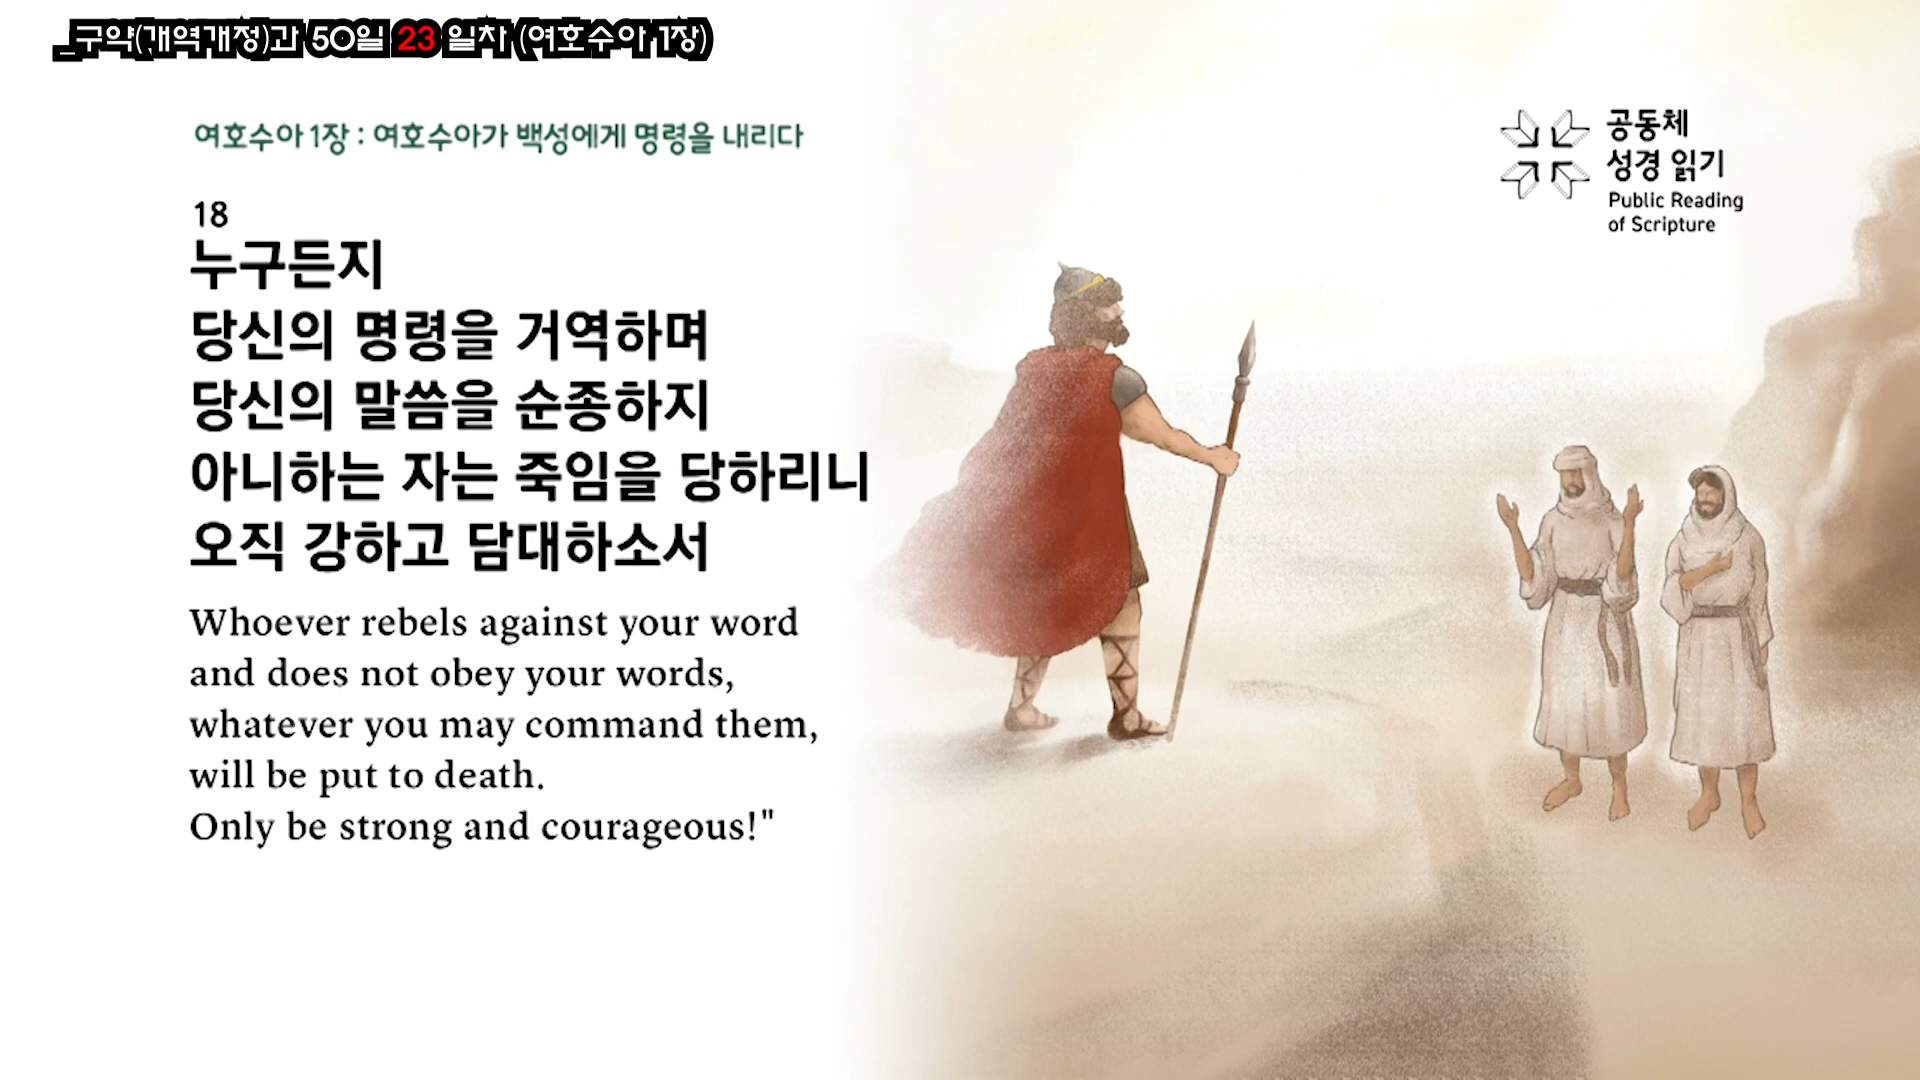 _구약(개역개정)과 50일 23 일차 (여호수아 1장)
여호수아 1장 : 여호수아가 백성에게 명령을 내리다
공동체
성경 읽기
Public Reading
of Scripture
18
누구든지
당신의 명령을 거역하며
당신의 말씀을 순종하지
아니하는 자는 죽임을 당하리니
오직 강하고 담대하소서
Whoever rebels against your word
and does not obey your words,
whatever you may command them,
will be put to death.
Only be strong and courageous!"